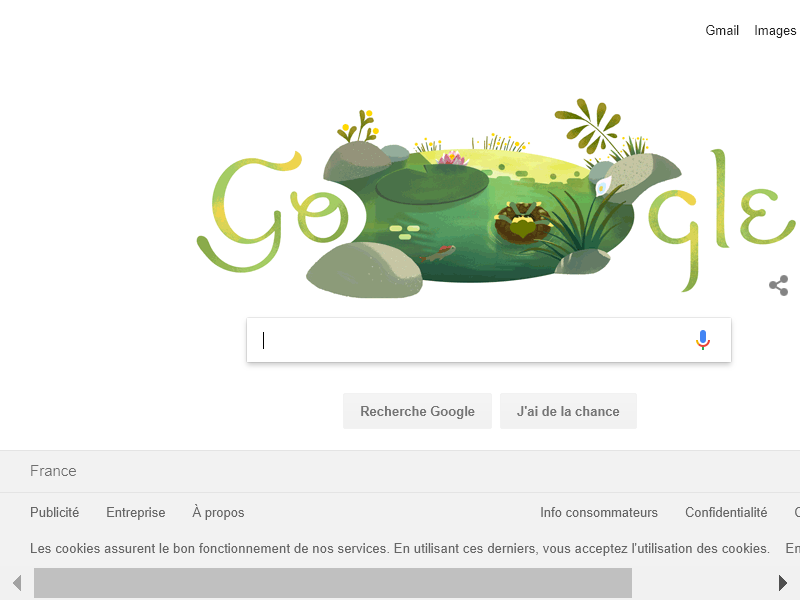 Gmail Images
Google
Recherche Google J'ai de la chance
France
Publicité Entreprise À propos Info consommateurs Confidentialité
Les cookies assurent le bon fonctionnement de nos services. En utilisant ces derniers, vous acceptez l'utilisation des cookies.